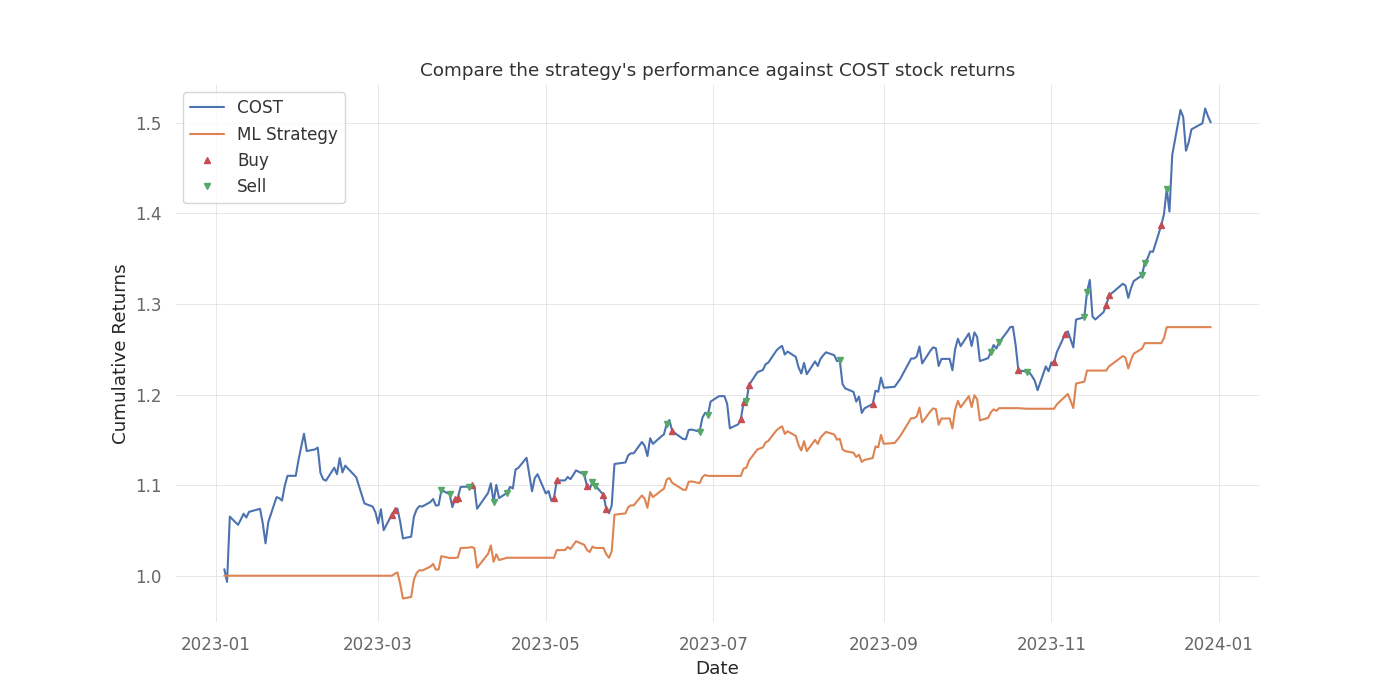 Compare the strategy's performance against COST stock returns
COST
ML Strategy
Buy
Sell
Cumulative Returns
1.5
1.4
1.3
1.2
1.1
1.0
2023-01 2023-03 2023-05 2023-07 2023-09 2023-11 2024-01
Date